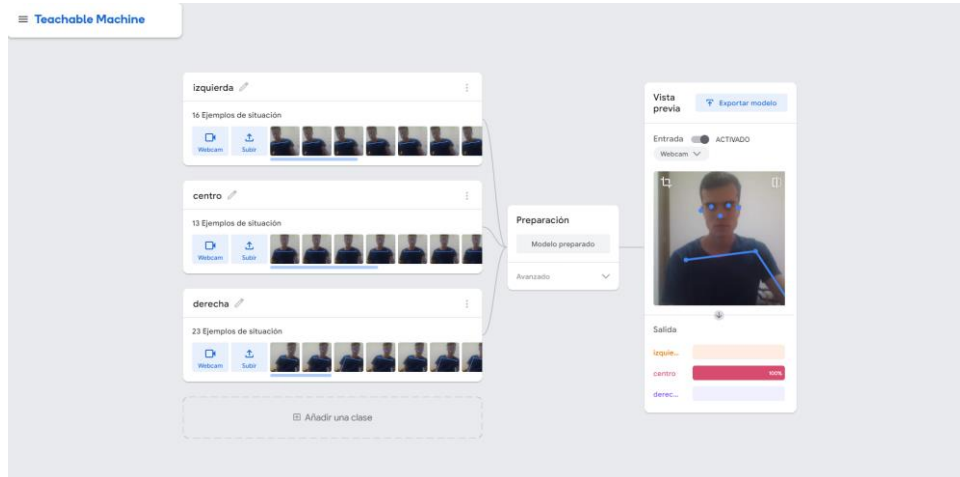 Teachable Machine
izquierda
16 Ejemplos de situación
Webcam
Subir
centro
13 Ejemplos de situación
Webcam
Subir
derecha
23 Ejemplos de situación
Webcam
Subir
Añadir una clase
Preparación
Modelo preparado
Avanzado
Vista
previa
Exportar modelo
Entrada
ACTIVADO
Webcam
Salida
izquie...
centro
100%
derec...